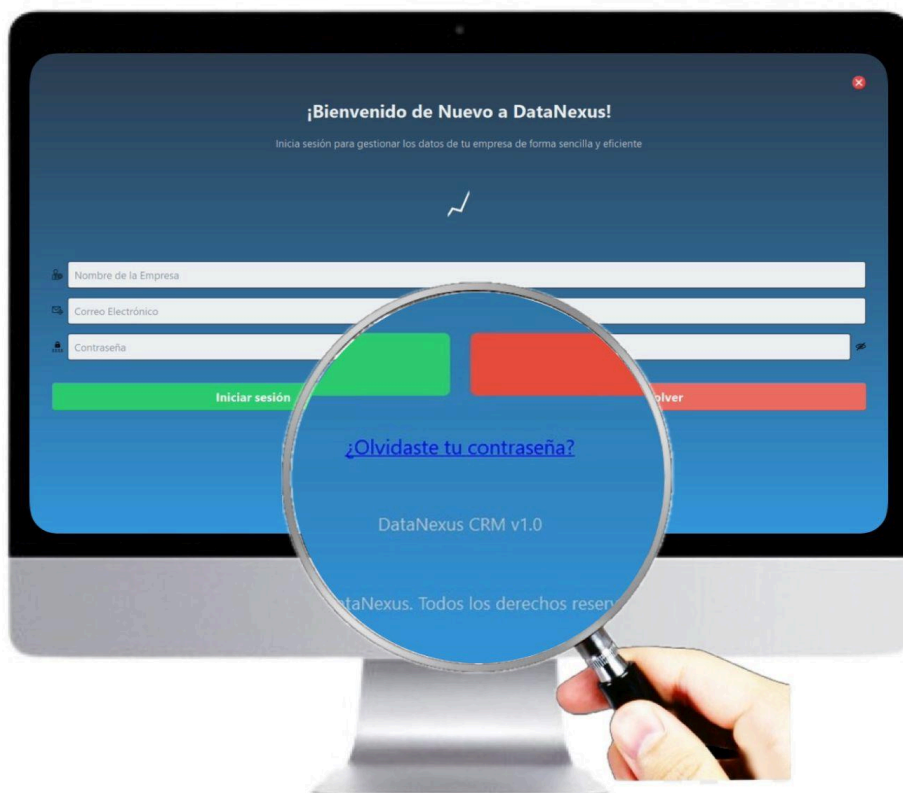 ¡Bienvenido de Nuevo a DataNexus!
Inicia sesión para gestionar los datos de tu empresa de forma sencilla y eficiente
Nombre de la Empresa
Correo Electrónico
Contraseña
Iniciar sesión
olver
¿Olvidaste tu contraseña?
DataNexus CRM v1.0
ataNexus. Todos los derechos reser